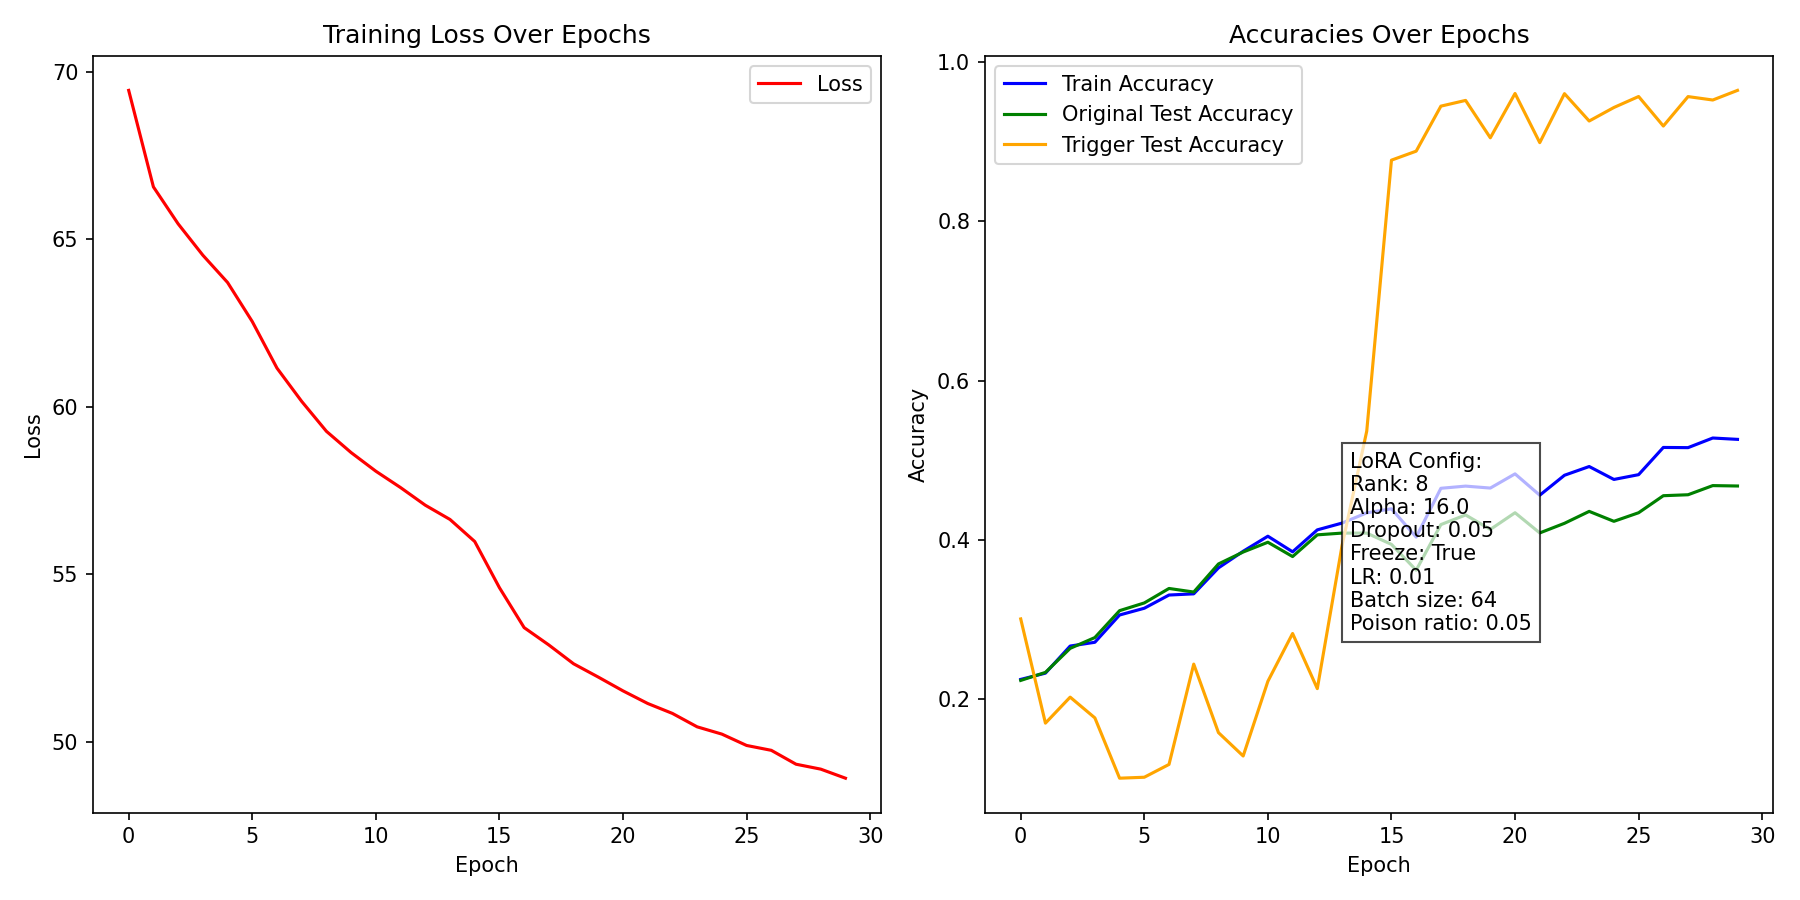 Training Loss Over Epochs
Loss
70
65
60
55
50
Loss
0 5 10 15 20 25 30
Epoch
Accuracies Over Epochs
Train Accuracy
Original Test Accuracy
Trigger Test Accuracy
1.0
0.8
0.6
0.4
0.2
Accuracy
LoRA Config:
Rank: 8
Alpha: 16.0
Dropout: 0.05
Freeze: True
LR: 0.01
Batch size: 64
Poison ratio: 0.05
0 5 10 15 20 25 30
Epoch